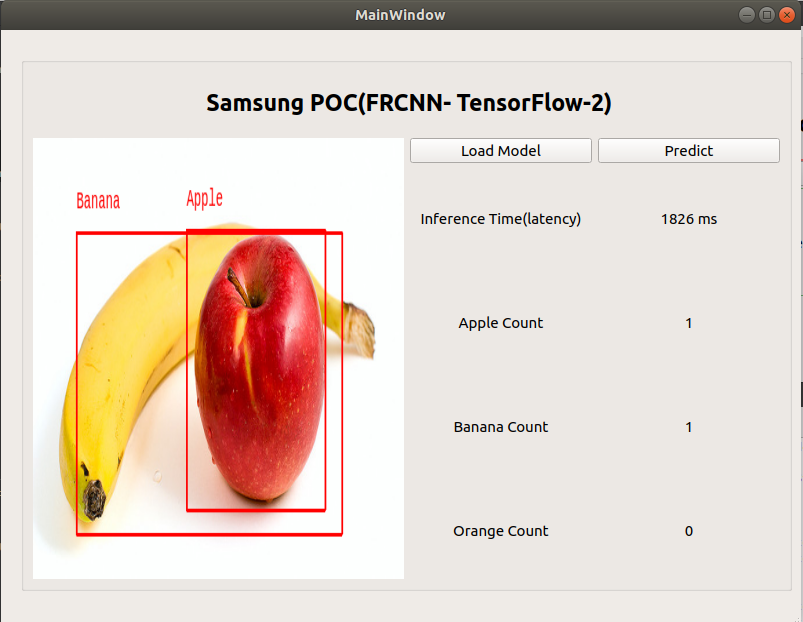 MainWindow
Samsung POC(FRCNN- TensorFlow-2)
Load Model
Predict
Banana
Apple
Inference Time(latency)
1826 ms
Apple Count
1
Banana Count
1
Orange Count
0